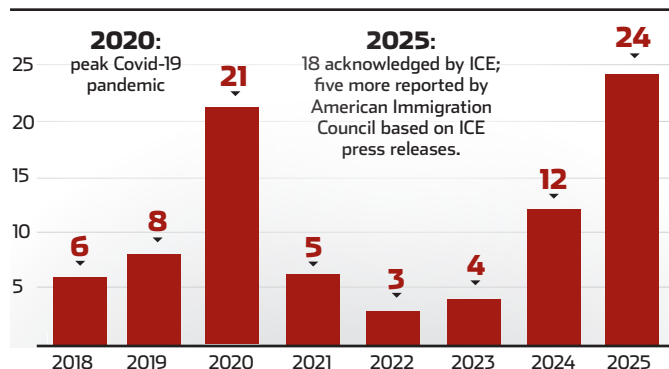 2020:
peak Covid-19
pandemic
2025:
18 acknowledged by ICE;
five more reported by
American Immigration
Council based on ICE
press releases.
25
20
15
10
5
6
8
21
5
3
4
12
24
2018 2019 2020 2021 2022 2023 2024 2025